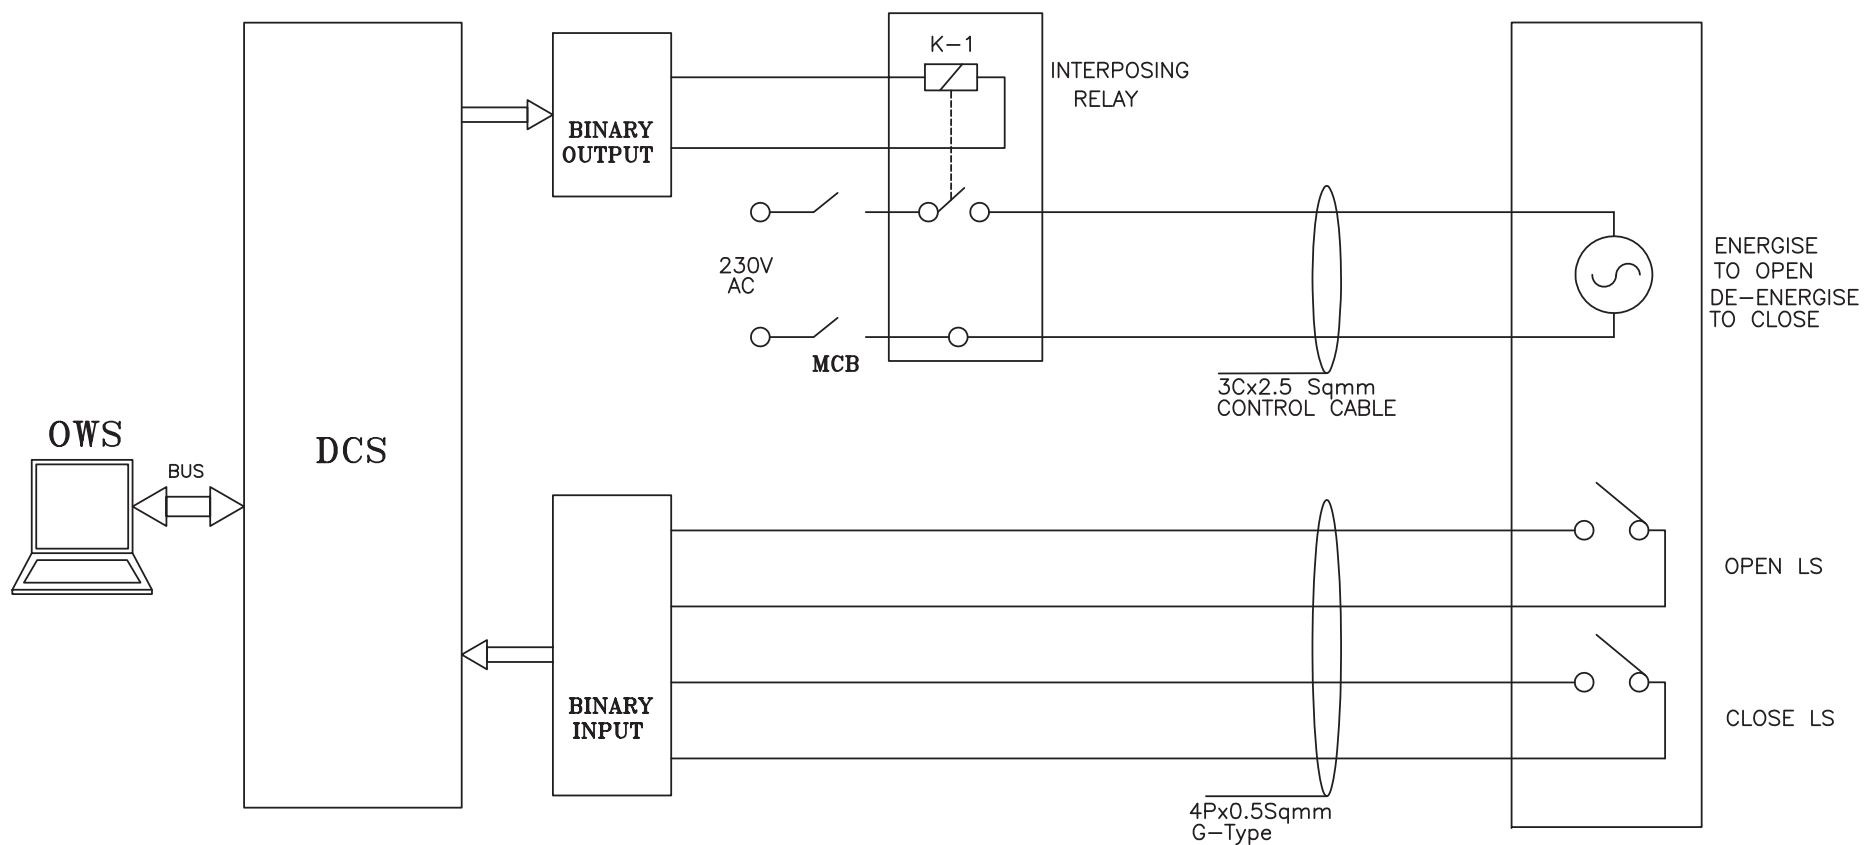 K-1
INTERPOSING
RELAY
BINARY
OUTPUT
230V
AC
MCB
ENERGISE
TO OPEN
DE-ENERGISE
TO CLOSE
3Cx2.5 Sqmm
CONTROL CABLE
OWS
BUS
DCS
OPEN LS
BINARY
INPUT
CLOSE LS
4Px0.5Sqmm
G-Type